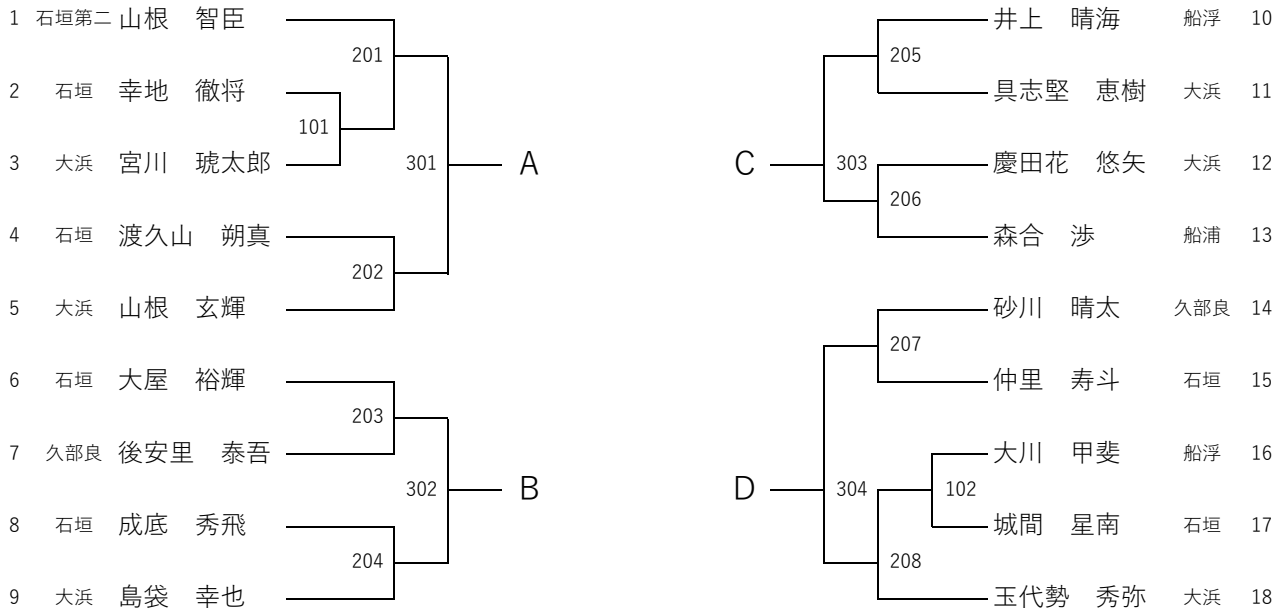 1 石垣第二 山根　智臣
201
2 石垣 幸地　徹将
101
3 大浜 宮川　琥太郎
301 A
4 石垣 渡久山　朔真
202
5 大浜 山根　玄輝
6 石垣 大屋　裕輝
203
7 久部良 後安里　泰吾
302 B
8 石垣 成底　秀飛
204
9 大浜 島袋　幸也
井上　晴海 船浮 10
205
具志堅　恵樹 大浜 11
C 303
慶田花　悠矢 大浜 12
206
森合　渉 船浦 13
砂川　晴太 久部良 14
207
仲里　寿斗 石垣 15
大川　甲斐 船浮 16
D 304
102
城間　星南 石垣 17
208
玉代勢　秀弥 大浜 18